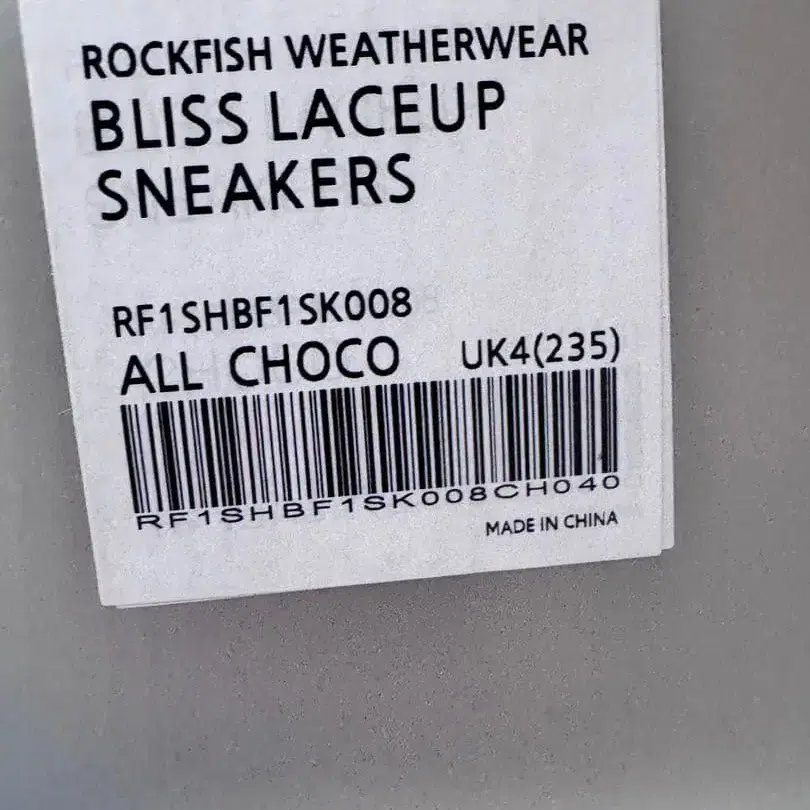 ROCKFISH WEATHERWEAR
BLISS LACEUP
SNEAKERS
RF1SHBF1SK008
ALL CHOCO UK4(235)
RF1SHBF1SK008CH040
MADE IN CHINA